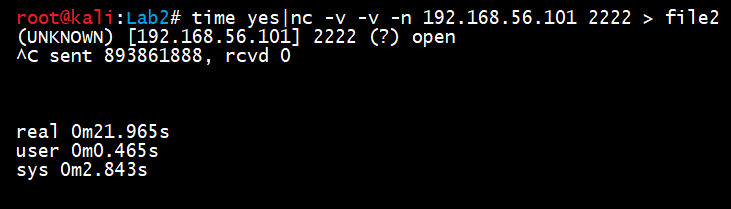 root@kali:Lab2# time yes|nc -v -v -n 192.168.56.101 2222 > file2
(UNKNOWN) [192.168.56.101] 2222 (?) open
^C sent 893861888, rcvd 0
real 0m21.965s
user 0m0.465s
sys 0m2.843s